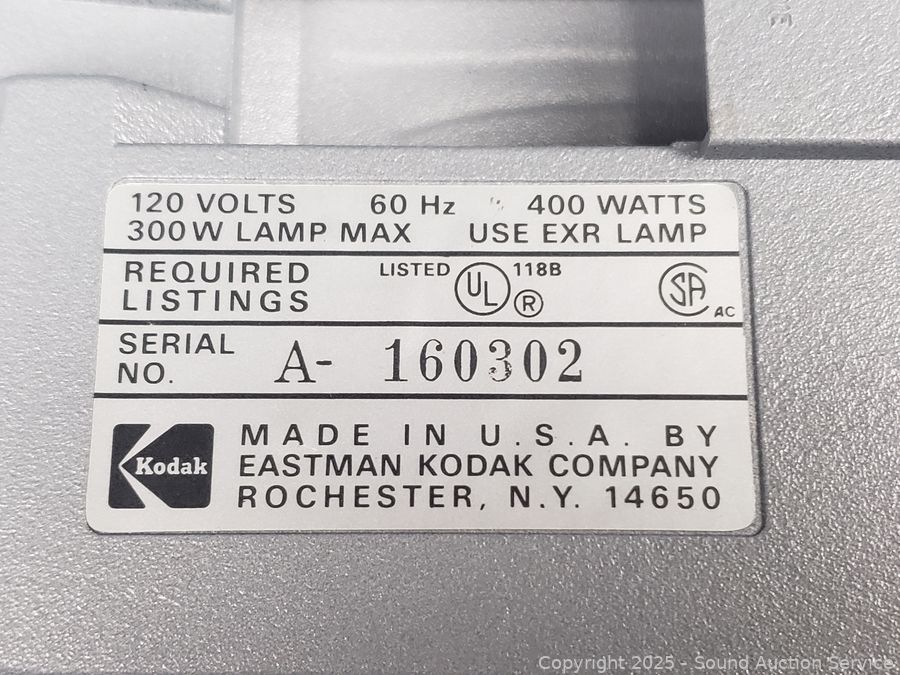 120 VOLTS 60 Hz 400 WATTS
300W LAMP MAX USE EXR LAMP
REQUIRED LISTINGS
LISTED UL 118B
®
SA AC
SERIAL NO. A- 160302
Kodak
MADE IN U.S.A. BY
EASTMAN KODAK COMPANY
ROCHESTER, N.Y. 14650
Copyright 2025 - Sound Auction Service